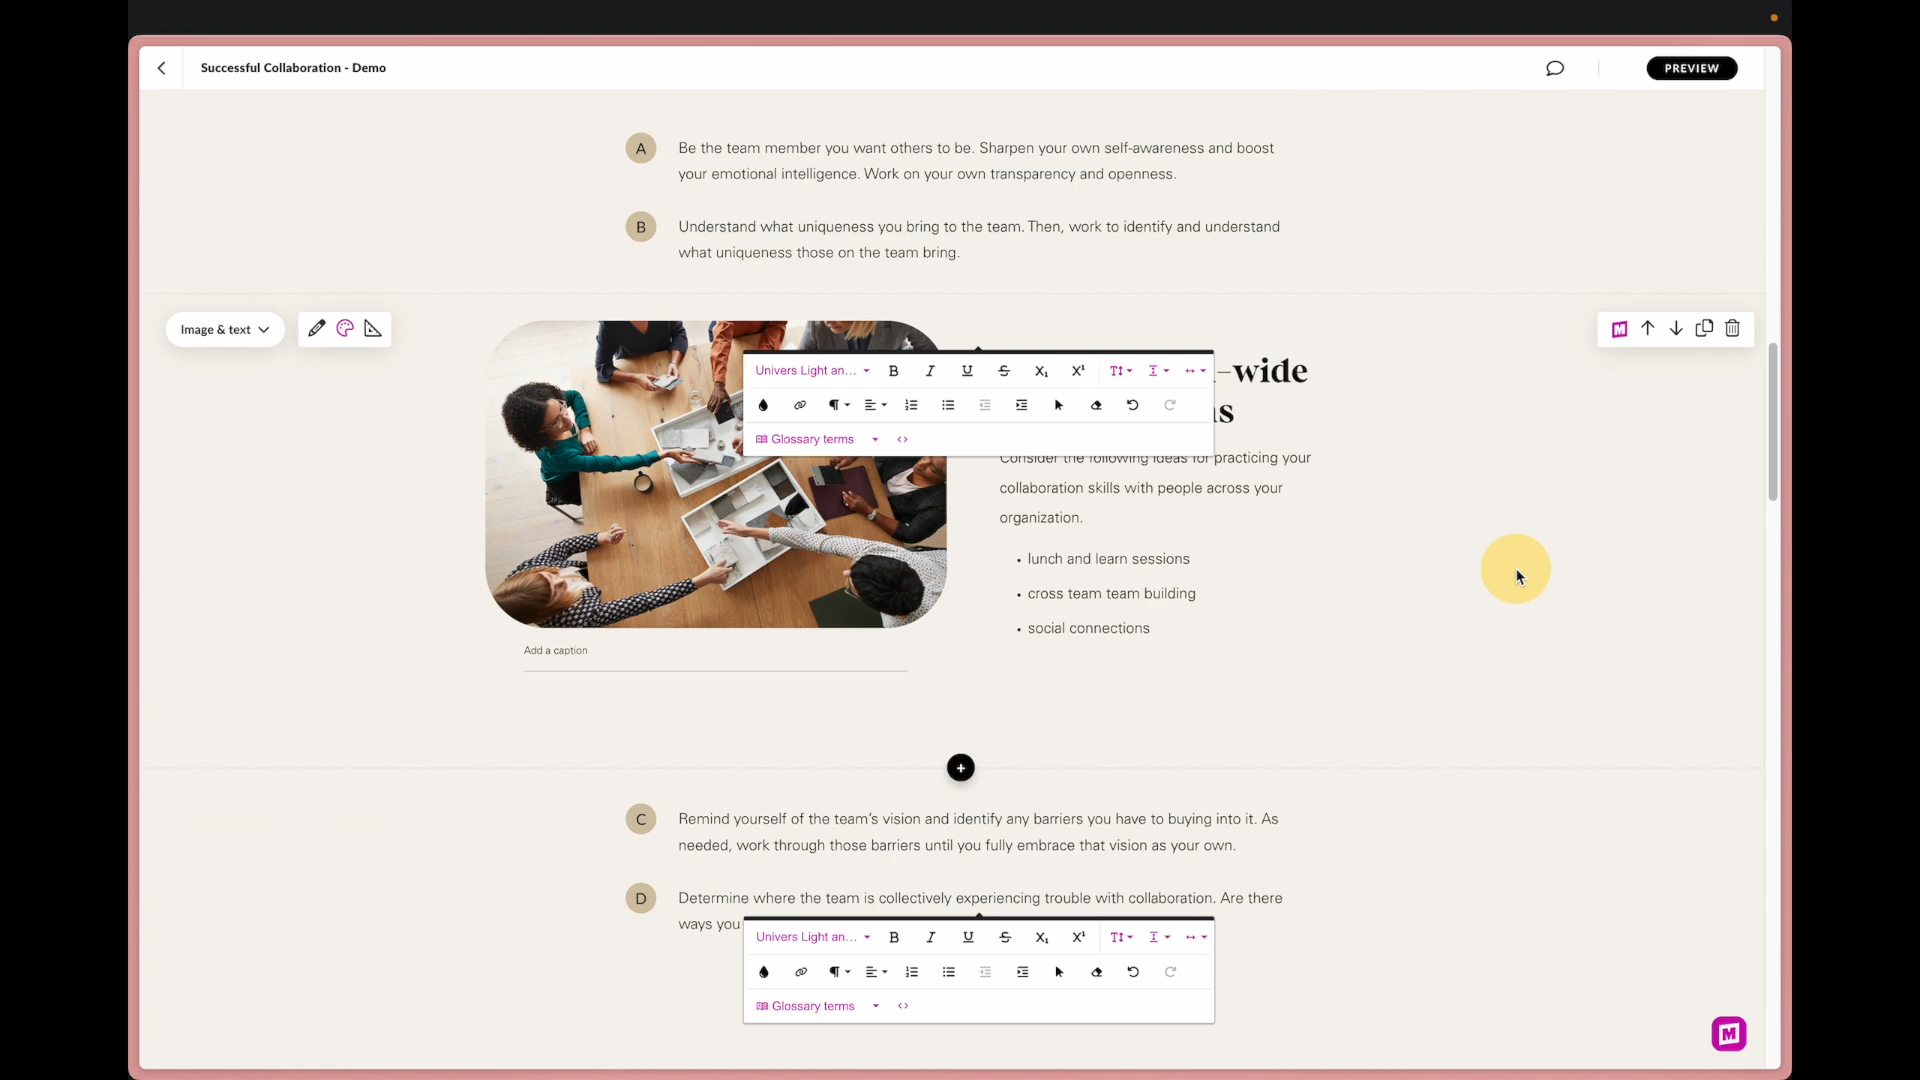 Successful Collaboration - Demo
PREVIEW
A
Be the team member you want others to be. Sharpen your own self-awareness and boost
your emotional intelligence. Work on your own transparency and openness.
B
Understand what uniqueness you bring to the team. Then, work to identify and understand
what uniqueness those on the team bring.
Image & text
Univers Light an...
-wide
Glossary terms
Consider the following ideas for practicing your
collaboration skills with people across your
organization.
• lunch and learn sessions
• cross team team building
• social connections
Add a caption
C
Remind yourself of the team’s vision and identify any barriers you have to buying into it. As
needed, work through those barriers until you fully embrace that vision as your own.
D
Determine where the team is collectively experiencing trouble with collaboration. Are there
ways you
Univers Light an...
Glossary terms